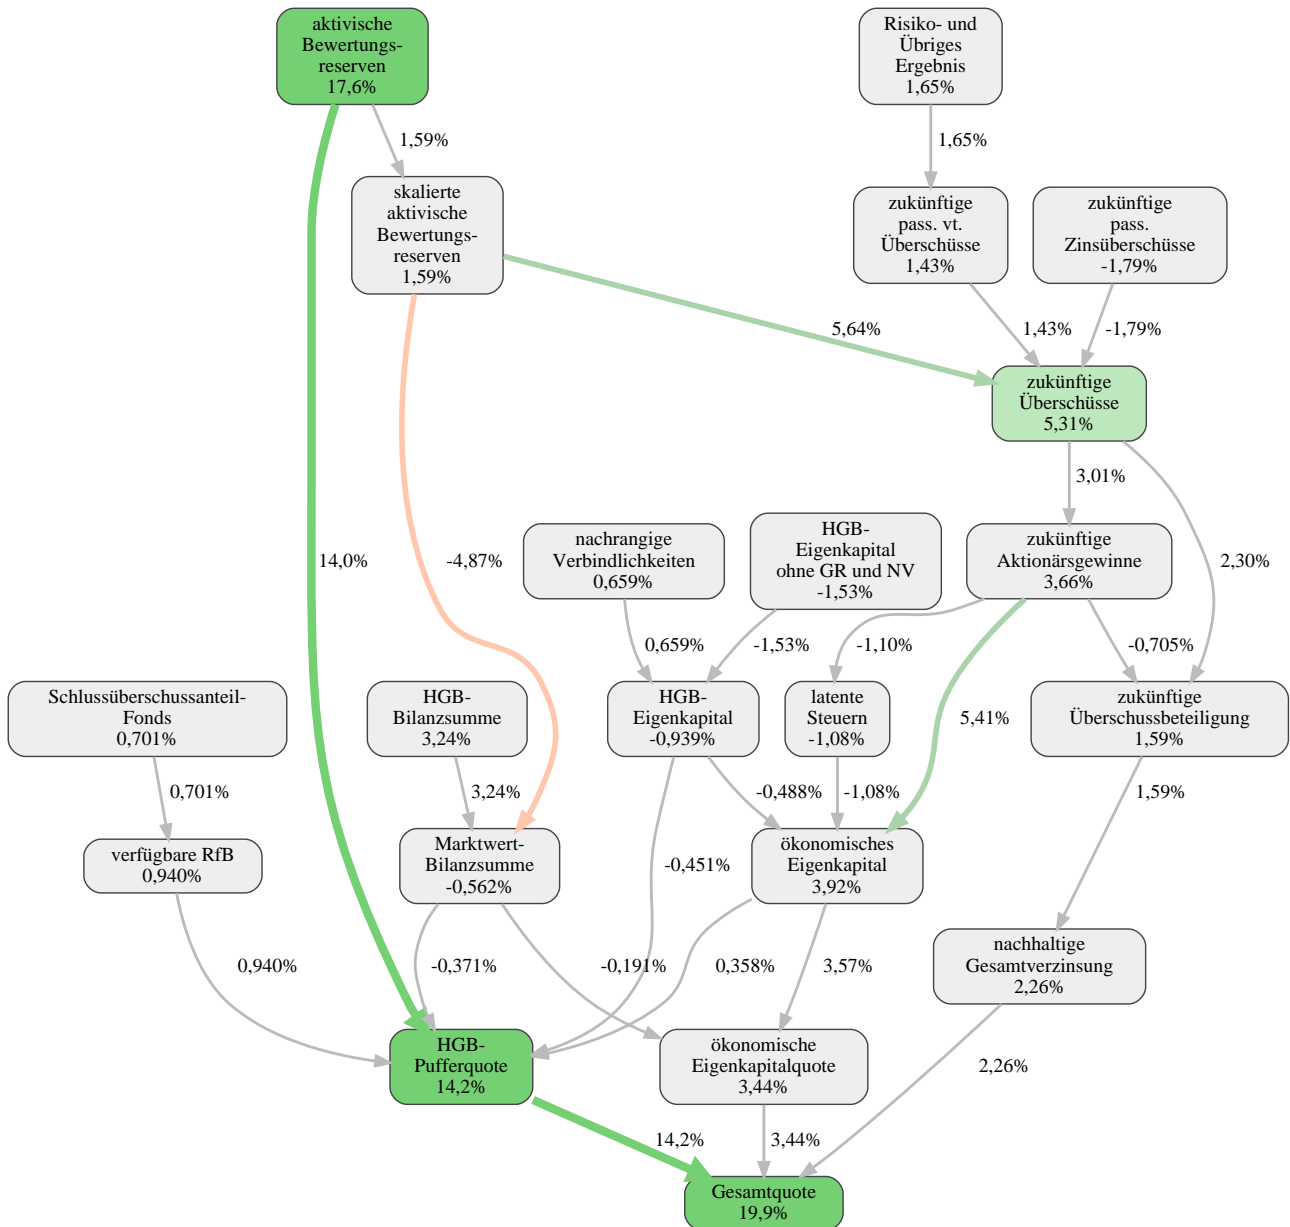 aktivische
Bewertungs-
reserven
17,6%
Risiko- und
Übriges
Ergebnis
1,65%
1,59%
1,65%
skalierte
aktivische
Bewertungs-
reserven
1,59%
zukünftige
pass. vt.
Überschüsse
1,43%
zukünftige
pass.
Zinsüberschüsse
-1,79%
5,64%
1,43%
-1,79%
zukünftige
Überschüsse
5,31%
3,01%
14,0%
-4,87%
nachrangige
Verbindlichkeiten
0,659%
HGB-
Eigenkapital
ohne GR und NV
-1,53%
zukünftige
Aktionärsgewinne
3,66%
2,30%
0,659%
-1,53%
-1,10%
-0,705%
Schlussüberschussanteil-
Fonds
0,701%
HGB-
Bilanzsumme
3,24%
HGB-
Eigenkapital
-0,939%
latente
Steuern
-1,08%
5,41%
zukünftige
Überschussbeteiligung
1,59%
0,701%
3,24%
-0,488%
-1,08%
1,59%
verfügbare RfB
0,940%
Marktwert-
Bilanzsumme
-0,562%
-0,451%
ökonomisches
Eigenkapital
3,92%
0,940%
-0,371%
-0,191%
0,358%
3,57%
nachhaltige
Gesamtverzinsung
2,26%
HGB-
Pufferquote
14,2%
ökonomische
Eigenkapitalquote
3,44%
2,26%
14,2%
3,44%
Gesamtquote
19,9%